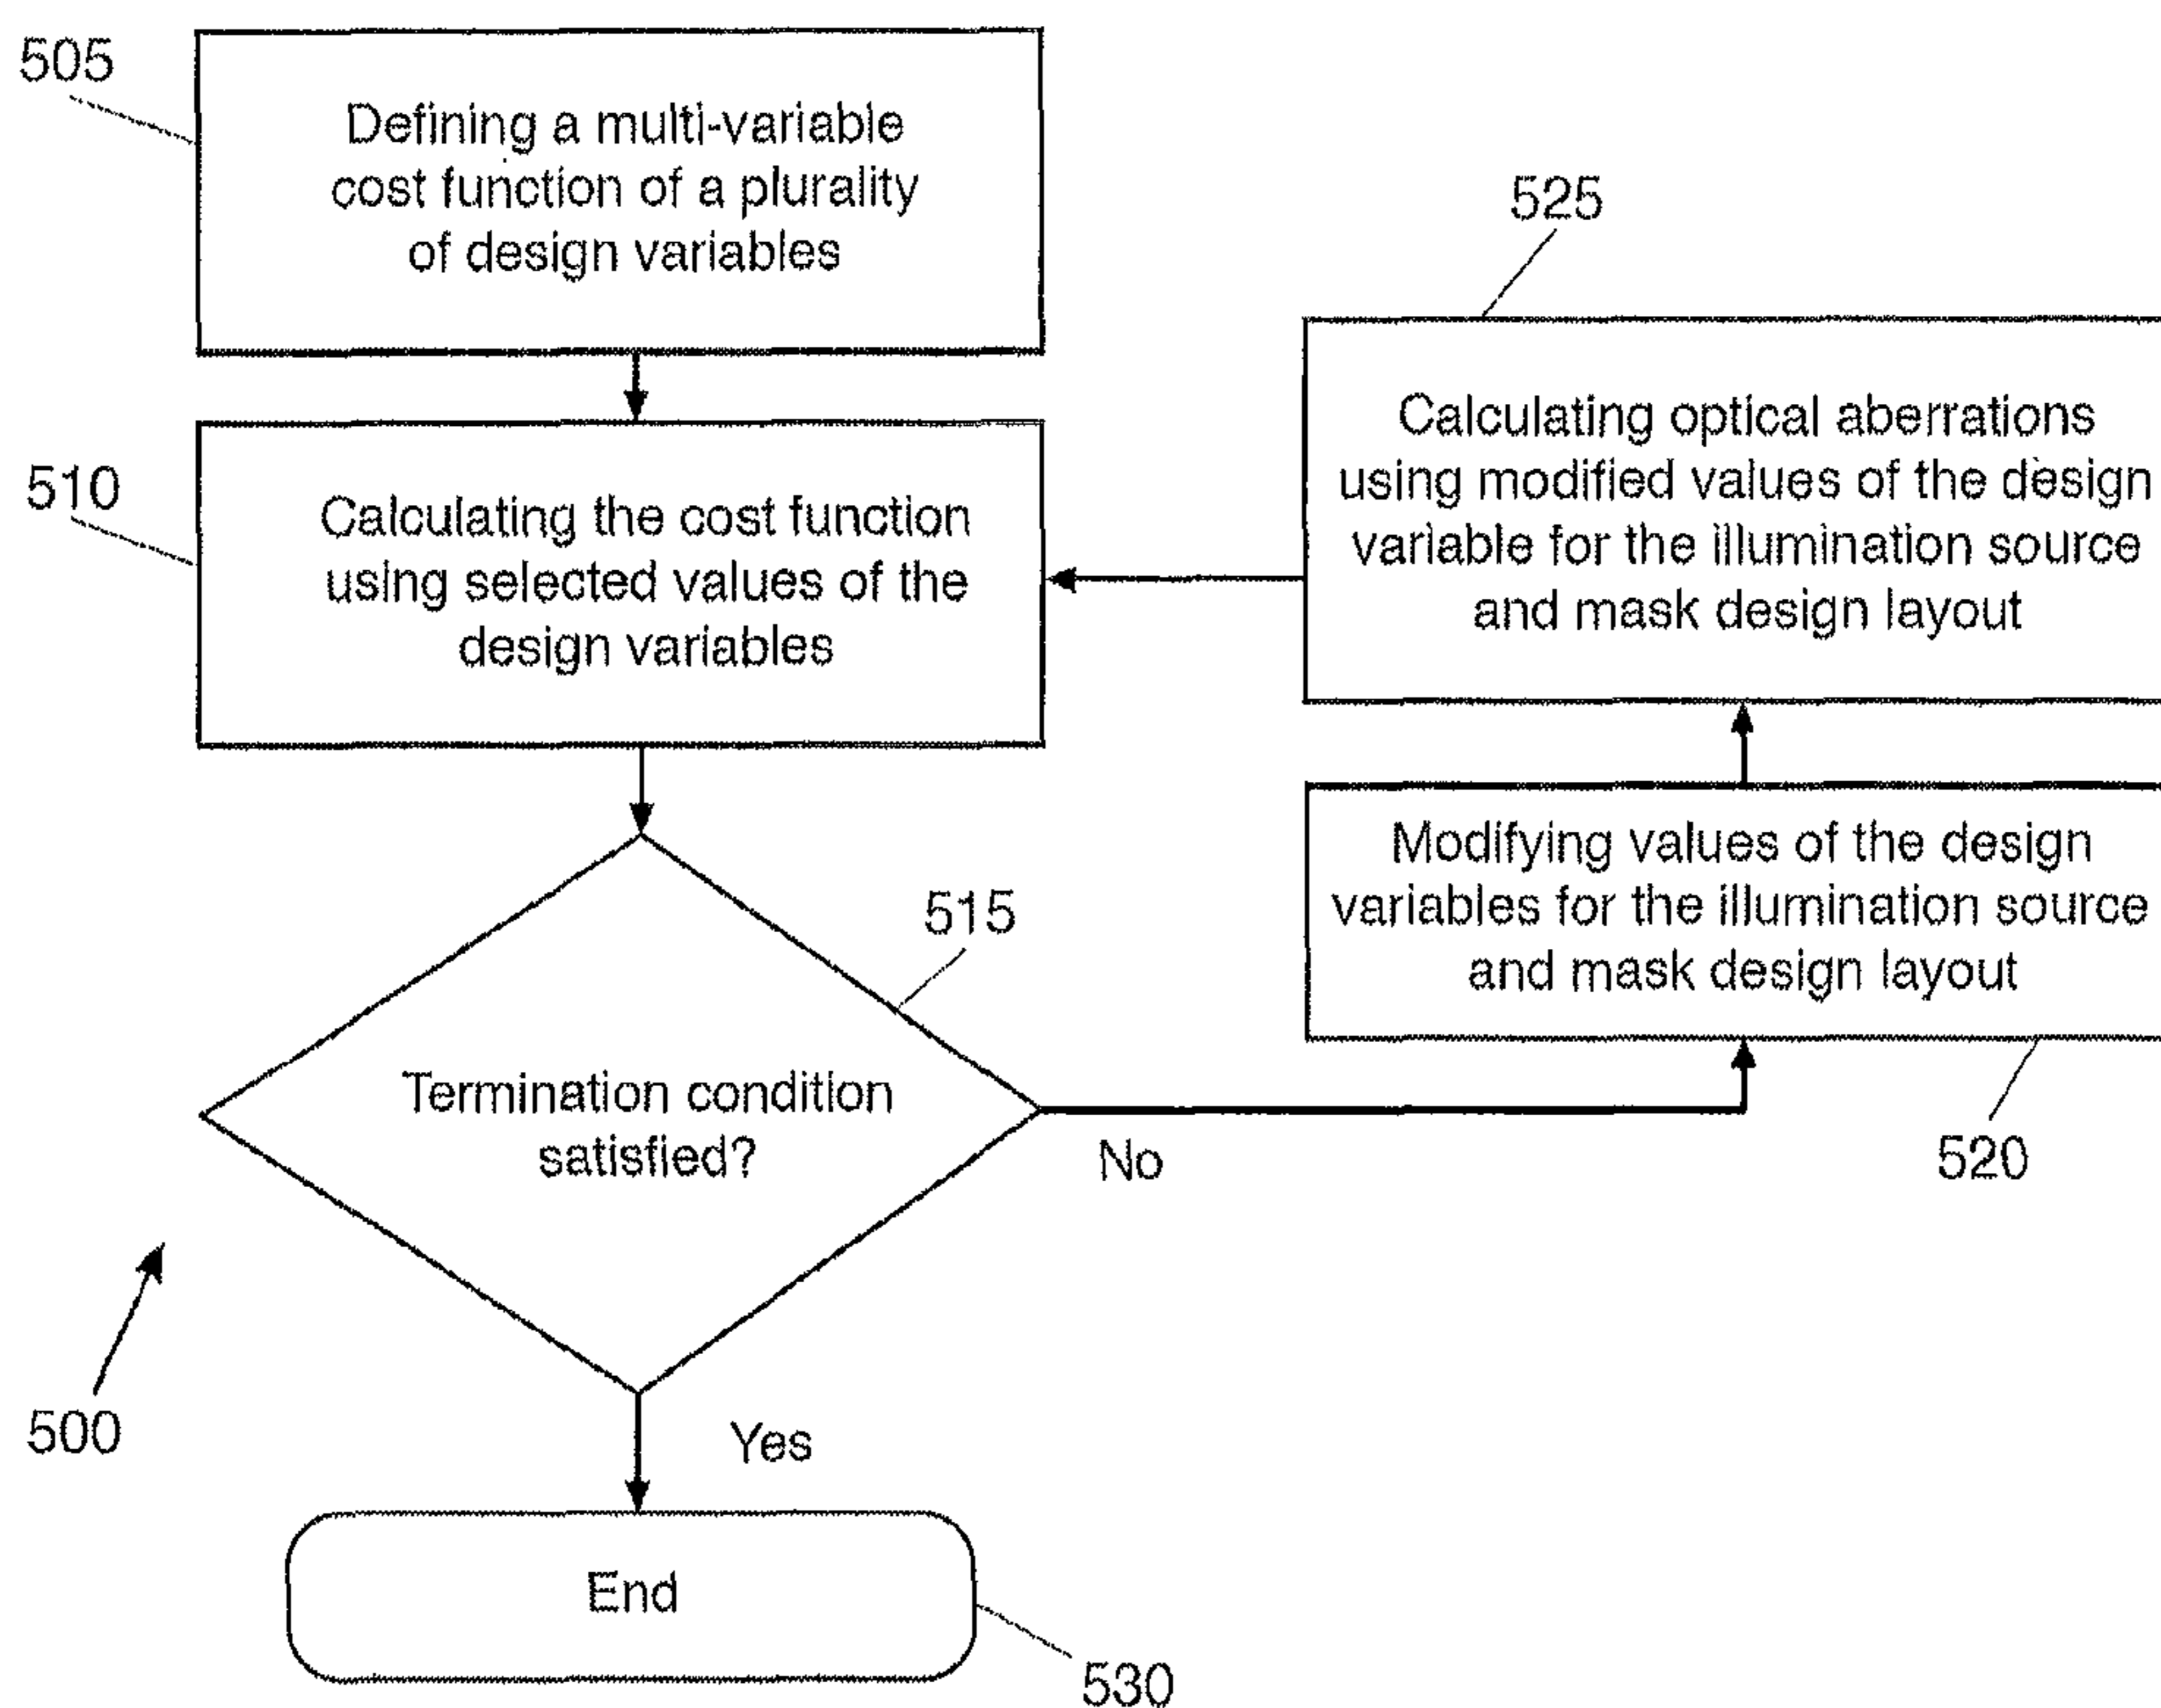 505
Defining a multi-variable
cost function of a plurality
of design variables
510
Calculating the cost function
using selected values of the
design variables
525
Calculating optical aberrations
using modified values of the design
variable for the illumination source
and mask design layout
Modifying values of the design
variables for the illumination source
and mask design layout
520
515
Termination condition
satisfied?
No
Yes
500
End
530